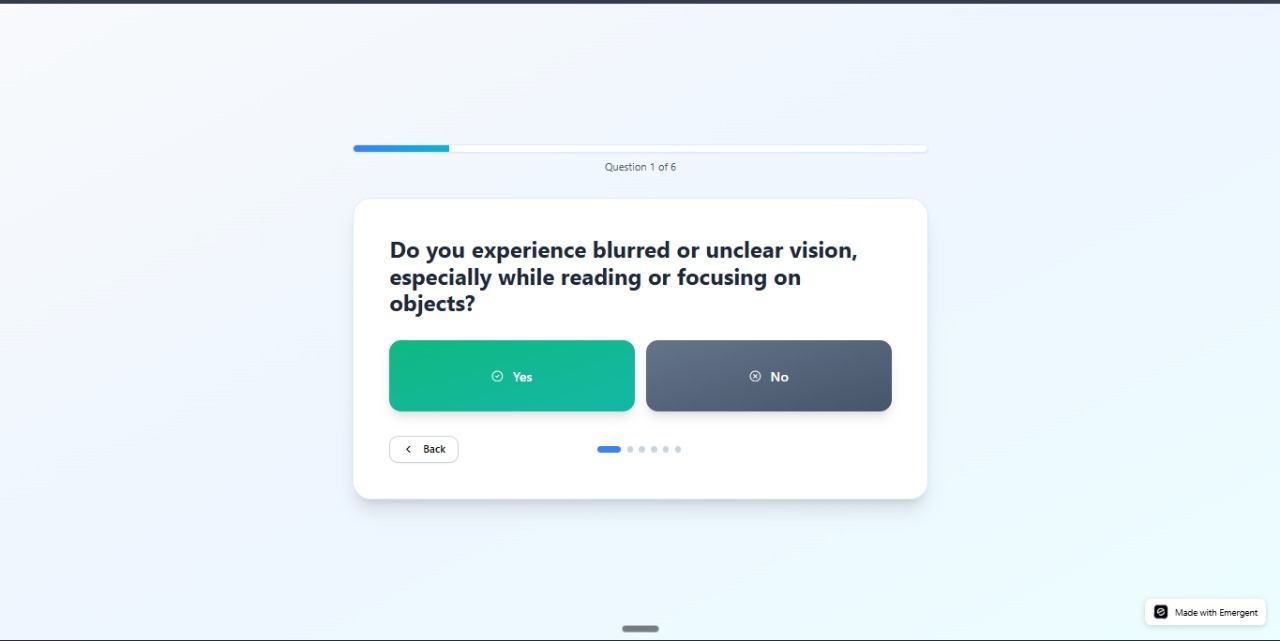 Question 1 of 6
Do you experience blurred or unclear vision,
especially while reading or focusing on
objects?
Yes
No
Back
Made with Emergent